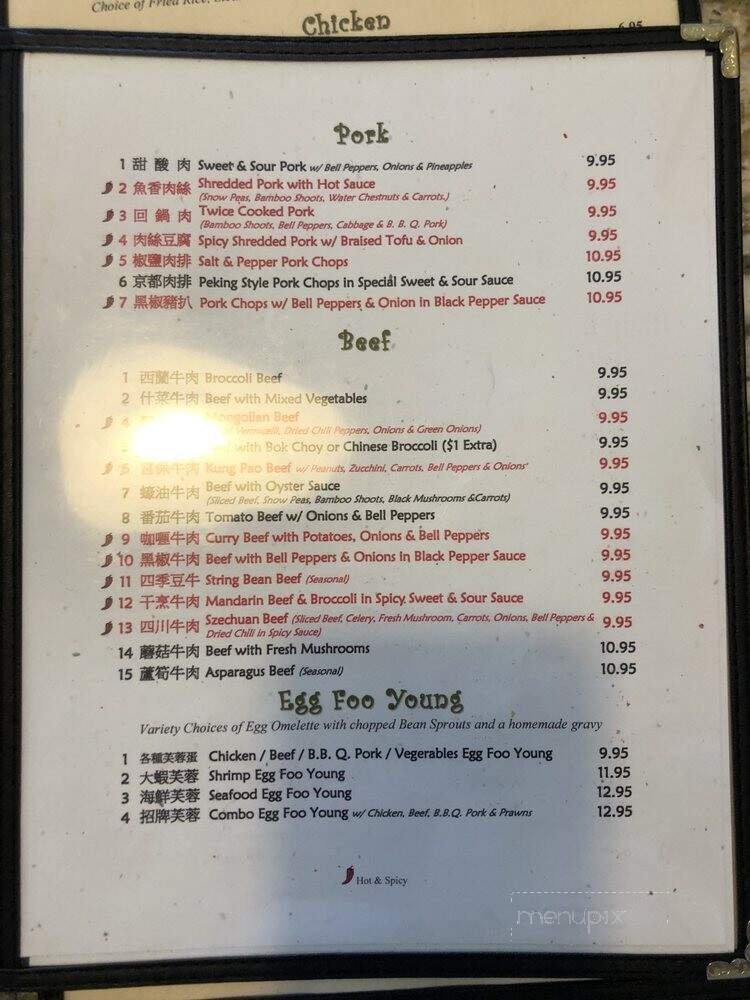 Choice of Fried Rice,
Chicken
6.95
Pork
1 甜 酸 肉 Sweet & Sour Pork w/ Bell Peppers, Onions & Pineapples 9.95
2 魚香肉絲 Shredded Pork with Hot Sauce 9.95
(Snow Peas, Bamboo Shoots, Water Chestnuts & Carrots.)
3 回 鍋 肉 Twice Cooked Pork 9.95
(Bamboo Shoots, Bell Peppers, Cabbage & B. B. Q. Pork)
4 肉絲豆腐 Spicy Shredded Pork w/ Braised Tofu & Onion 9.95
5 椒鹽肉排 Salt & Pepper Pork Chops 10.95
6 京都肉排 Peking Style Pork Chops in Special Sweet & Sour Sauce 10.95
7 黑椒豬扒 Pork Chops w/ Bell Peppers & Onion in Black Pepper Sauce 10.95
Beef
1 西蘭牛肉 Broccoli Beef 9.95
2 什菜牛肉 Beef with Mixed Vegetables 9.95
4 Mongolian Beef 9.95
Vermicelli, Dried Chili Peppers, Onions & Green Onions)
with Bok Choy or Chinese Broccoli ($1 Extra) 9.95
6 宮保牛肉 Kung Pao Beef w/ Peanuts, Zucchini, Carrots, Bell Peppers & Onions 9.95
7 蠔油牛肉 Beef with Oyster Sauce 9.95
(Sliced Beef, Snow Peas, Bamboo Shoots, Black Mushrooms &Carrots)
8 番茄牛肉 Tomato Beef w/ Onions & Bell Peppers 9.95
9 咖喱牛肉 Curry Beef with Potatoes, Onions & Bell Peppers 9.95
10 黑椒牛肉 Beef with Bell Peppers & Onions in Black Pepper Sauce 9.95
11 四季豆牛 String Bean Beef (Seasonal) 9.95
12 干烹牛肉 Mandarin Beef & Broccoli in Spicy Sweet & Sour Sauce 9.95
13 四川牛肉 Szechuan Beef (Sliced Beef, Celery, Fresh Mushroom, Carrots, Onions, Bell Peppers & 9.95
Dried Chili in Spicy Sauce)
14 蘑菇牛肉 Beef with Fresh Mushrooms 10.95
15 蘆筍牛肉 Asparagus Beef (Seasonal) 10.95
Egg Foo Young
Variety Choices of Egg Omelette with chopped Bean Sprouts and a homemade gravy
1 各種芙蓉蛋 Chicken / Beef / B.B. Q. Pork / Vegerables Egg Foo Young 9.95
2 大蝦芙蓉 Shrimp Egg Foo Young 11.95
3 海鮮芙蓉 Seafood Egg Foo Young 12.95
4 招牌芙蓉 Combo Egg Foo Young w/ Chicken, Beef, B.B.Q. Pork & Prawns 12.95
Hot & Spicy
menupix